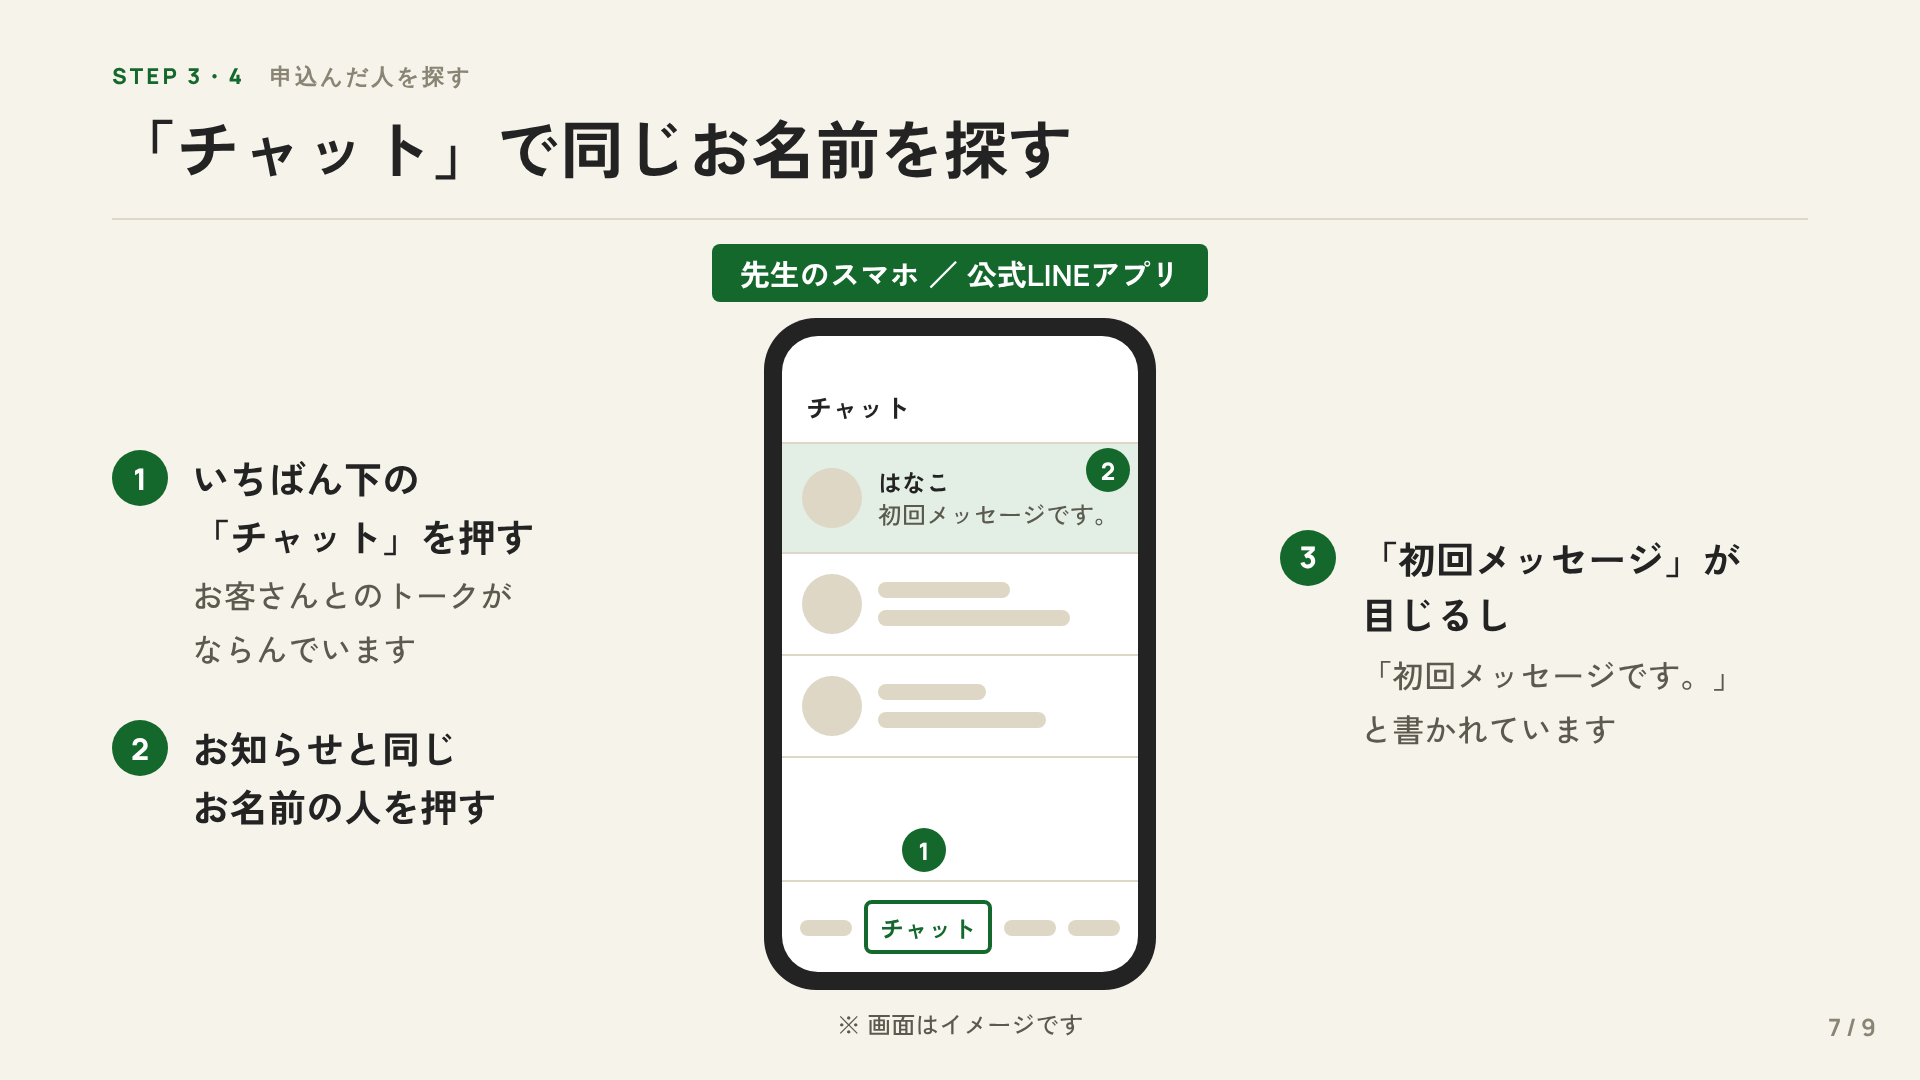 STEP 3・4 申込んだ人を探す
「チャット」で同じお名前を探す
先生のスマホ ／ 公式LINEアプリ
1 いちばん下の
「チャット」を押す
お客さんとのトークが
ならんでいます
2 お知らせと同じ
お名前の人を押す
チャット
2
はなこ
初回メッセージです。
1
チャット
※ 画面はイメージです
3 「初回メッセージ」が
目じるし
「初回メッセージです。」
と書かれています
7 / 9